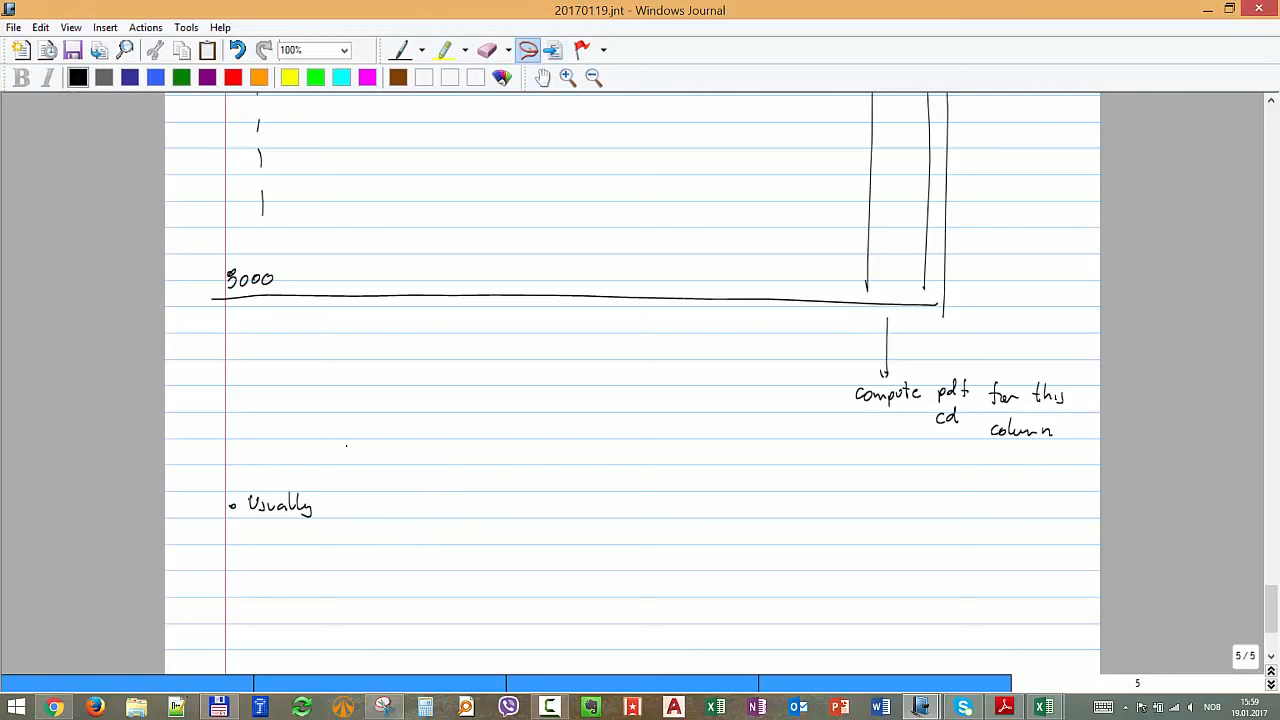 20170119.jnt - Windows Journal
File Edit View Insert Actions Tools Help
100%
B I
3000
compute pdf for this
cd column
• Usually
5 / 5
5
NOB
15:59
19.01.2017